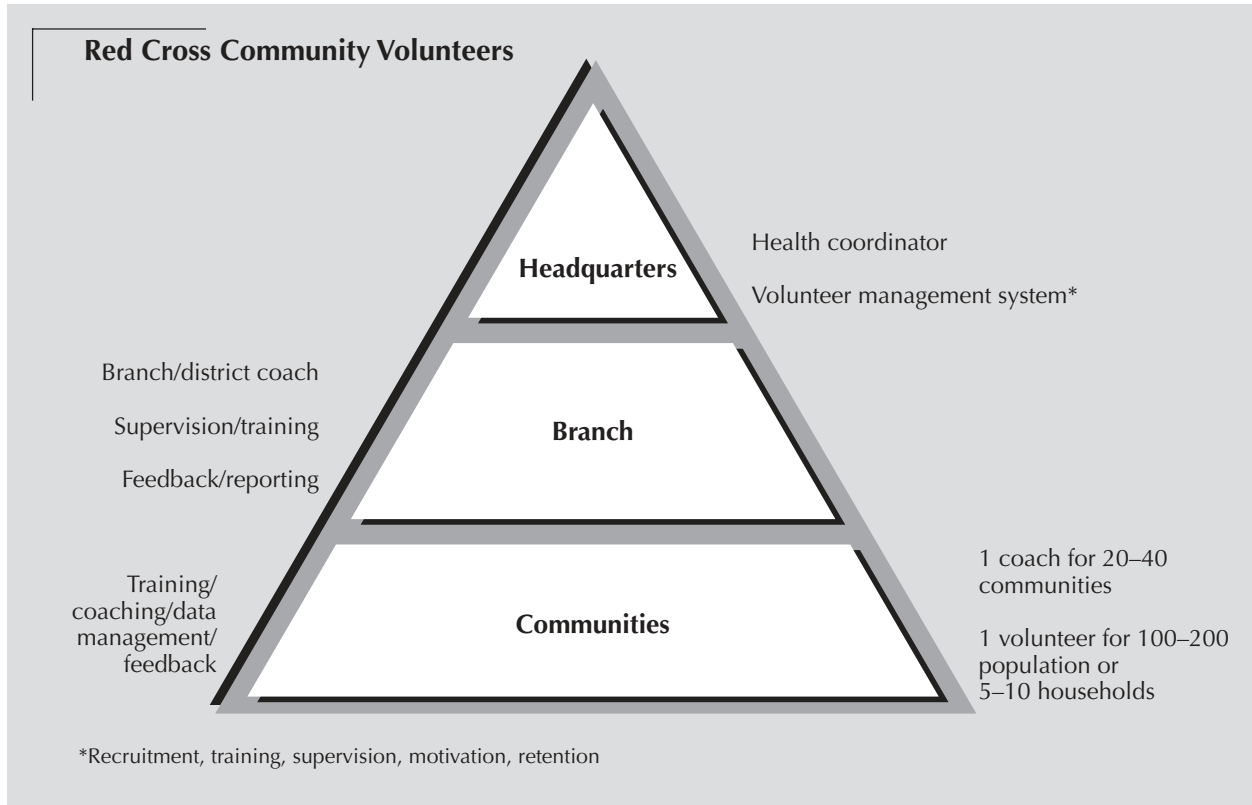 Red Cross Community Volunteers
Headquarters
Health coordinator
Volunteer management system*
Branch/district coach
Supervision/training
Feedback/reporting
Branch
Training/
coaching/data
management/
feedback
Communities
1 coach for 20–40
communities
1 volunteer for 100–200
population or
5–10 households
*Recruitment, training, supervision, motivation, retention